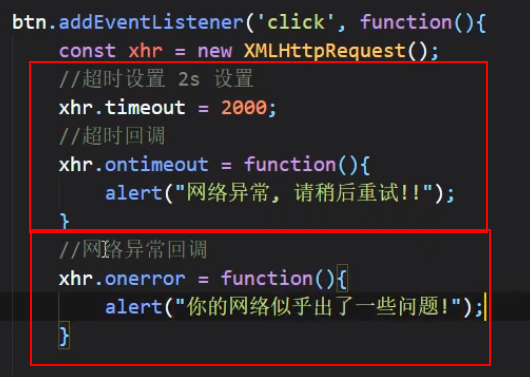 btn.addEventListener('click', function(){
const xhr = new XMLHttpRequest();
//超时设置 2s 设置
xhr.timeout = 2000;
//超时回调
xhr.ontimeout = function(){
alert("网络异常, 请稍后重试!!");
}
//网络异常回调
xhr.onerror = function(){
alert("你的网络似乎出了一些问题!");
}